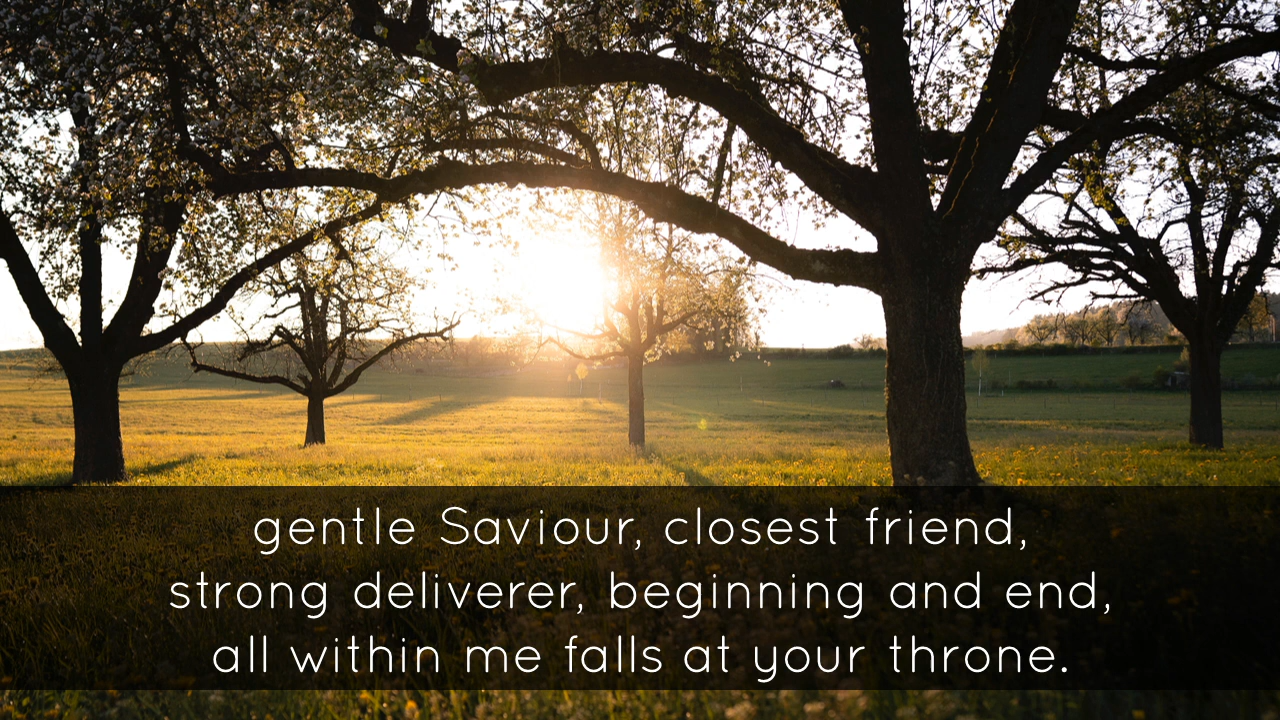 gentle Saviour, closest friend,
strong deliverer, beginning and end,
all within me falls at your throne.